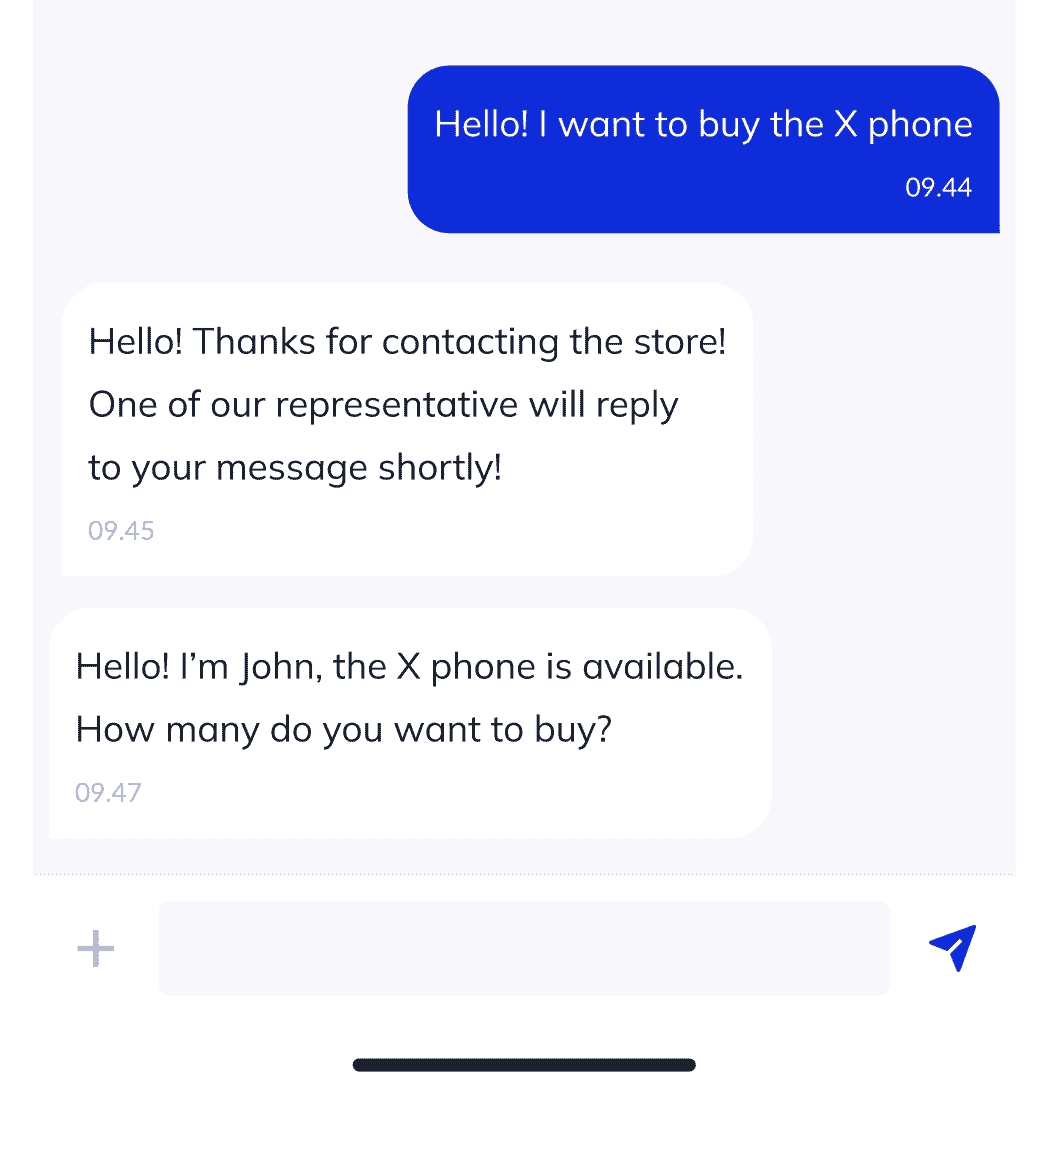 Hello! I want to buy the X phone
09.44
Hello! Thanks for contacting the store!
One of our representative will reply
to your message shortly!
09.45
Hello! I’m John, the X phone is available.
How many do you want to buy?
09.47